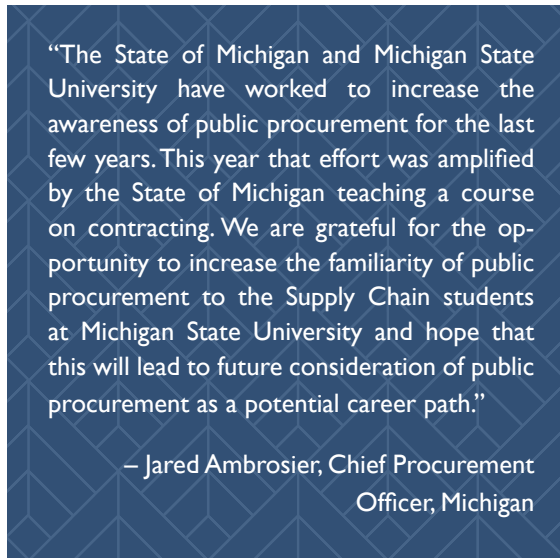 “The State of Michigan and Michigan State
University have worked to increase the
awareness of public procurement for the last
few years. This year that effort was amplified
by the State of Michigan teaching a course
on contracting. We are grateful for the op-
portunity to increase the familiarity of public
procurement to the Supply Chain students
at Michigan State University and hope that
this will lead to future consideration of public
procurement as a potential career path.”
– Jared Ambrosier, Chief Procurement
Officer, Michigan